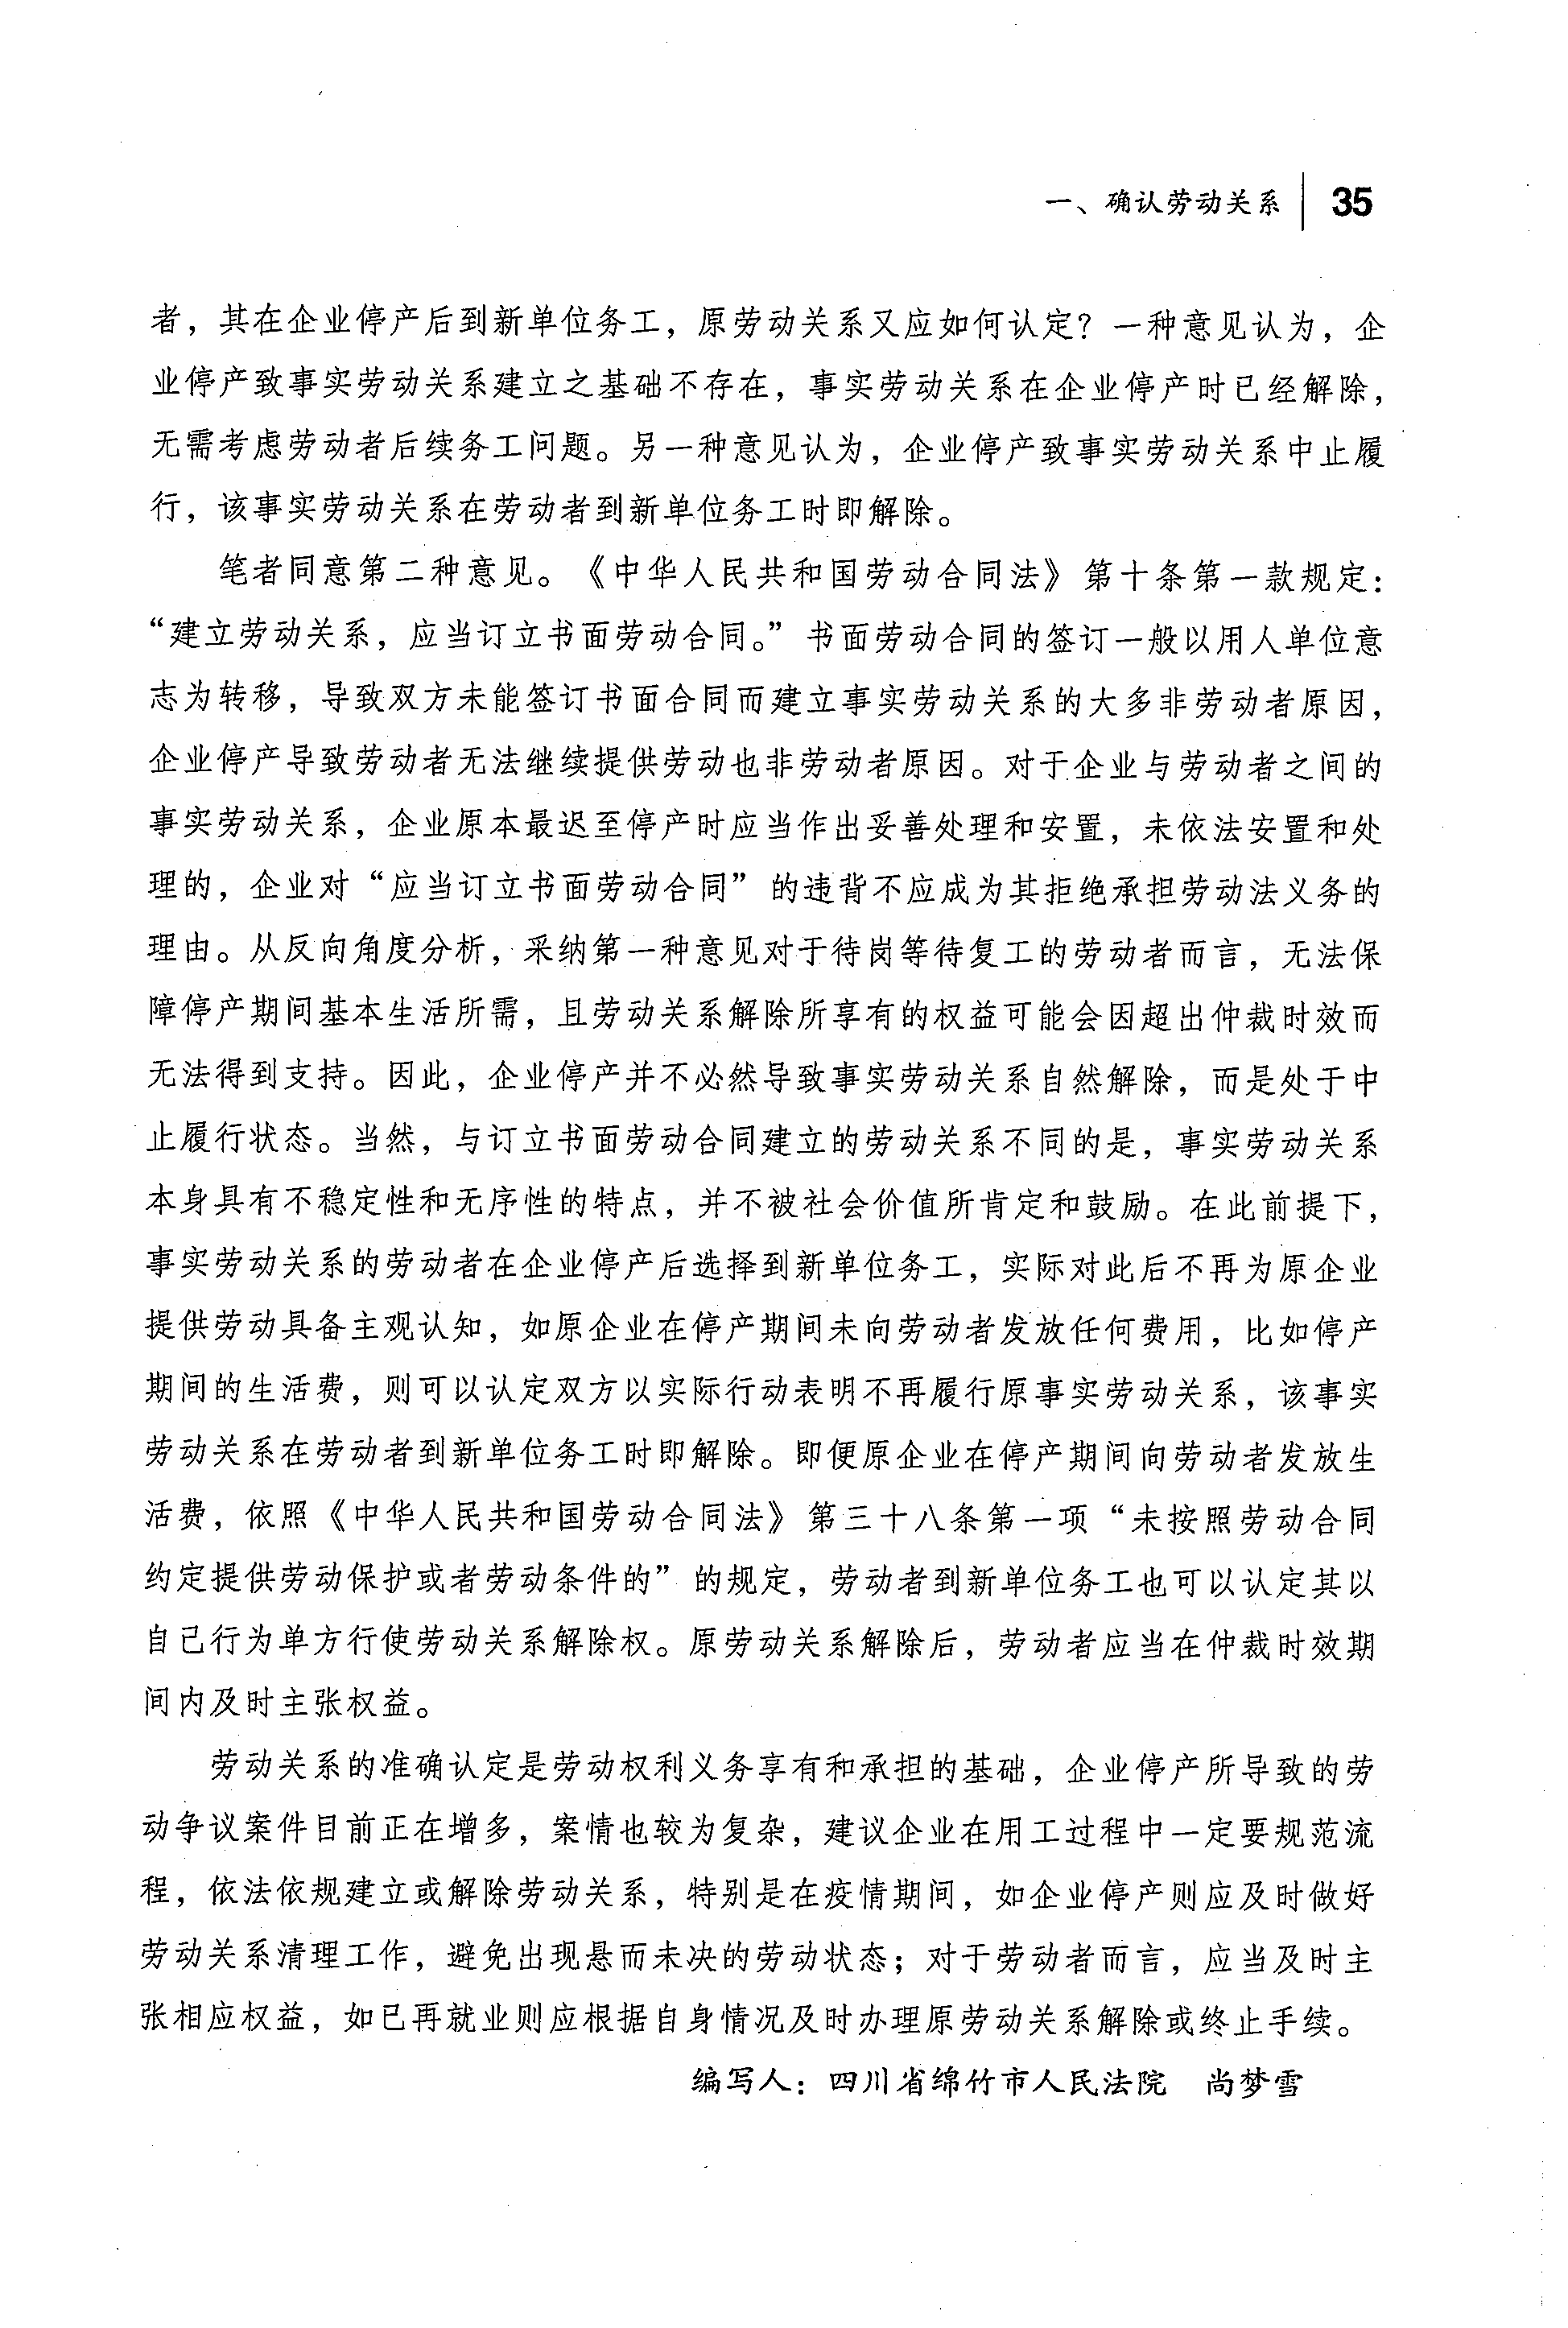 一、确认劳动关系 35
者，其在企业停产后到新单位务工，原劳动关系又应如何认定？一种意见认为，企
业停产致事实劳动关系建立之基础不存在，事实劳动关系在企业停产时已经解除，
无需考虑劳动者后续务工问题。另一种意见认为，企业停产致事实劳动关系中止履
行，该事实劳动关系在劳动者到新单位务工时即解除。
笔者同意第二种意见。《中华人民共和国劳动合同法》第十条第一款规定：
“建立劳动关系，应当订立书面劳动合同。”书面劳动合同的签订一般以用人单位意
志为转移，导致双方未能签订书面合同而建立事实劳动关系的大多非劳动者原因，
企业停产导致劳动者无法继续提供劳动也非劳动者原因。对于企业与劳动者之间的
事实劳动关系，企业原本最迟至停产时应当作出妥善处理和安置，未依法安置和处
理的，企业对“应当订立书面劳动合同”的违背不应成为其拒绝承担劳动法义务的
理由。从反向角度分析，采纳第一种意见对于待岗等待复工的劳动者而言，无法保
障停产期间基本生活所需，且劳动关系解除所享有的权益可能会因超出仲裁时效而
无法得到支持。因此，企业停产并不必然导致事实劳动关系自然解除，而是处于中
止履行状态。当然，与订立书面劳动合同建立的劳动关系不同的是，事实劳动关系
本身具有不稳定性和无序性的特点，并不被社会价值所肯定和鼓励。在此前提下，
事实劳动关系的劳动者在企业停产后选择到新单位务工，实际对此后不再为原企业
提供劳动具备主观认知，如原企业在停产期间未向劳动者发放任何费用，比如停产
期间的生活费，则可以认定双方以实际行动表明不再履行原事实劳动关系，该事实
劳动关系在劳动者到新单位务工时即解除。即便原企业在停产期间向劳动者发放生
活费，依照《中华人民共和国劳动合同法》第三十八条第一项“未按照劳动合同
约定提供劳动保护或者劳动条件的”的规定，劳动者到新单位务工也可以认定其以
自己行为单方行使劳动关系解除权。原劳动关系解除后，劳动者应当在仲裁时效期
间内及时主张权益。
劳动关系的准确认定是劳动权利义务享有和承担的基础，企业停产所导致的劳
动争议案件目前正在增多，案情也较为复杂，建议企业在用工过程中一定要规范流
程，依法依规建立或解除劳动关系，特别是在疫情期间，如企业停产则应及时做好
劳动关系清理工作，避免出现悬而未决的劳动状态；对于劳动者而言，应当及时主
张相应权益，如已再就业则应根据自身情况及时办理原劳动关系解除或终止手续。
编写人：四川省绵竹市人民法院 尚梦雪